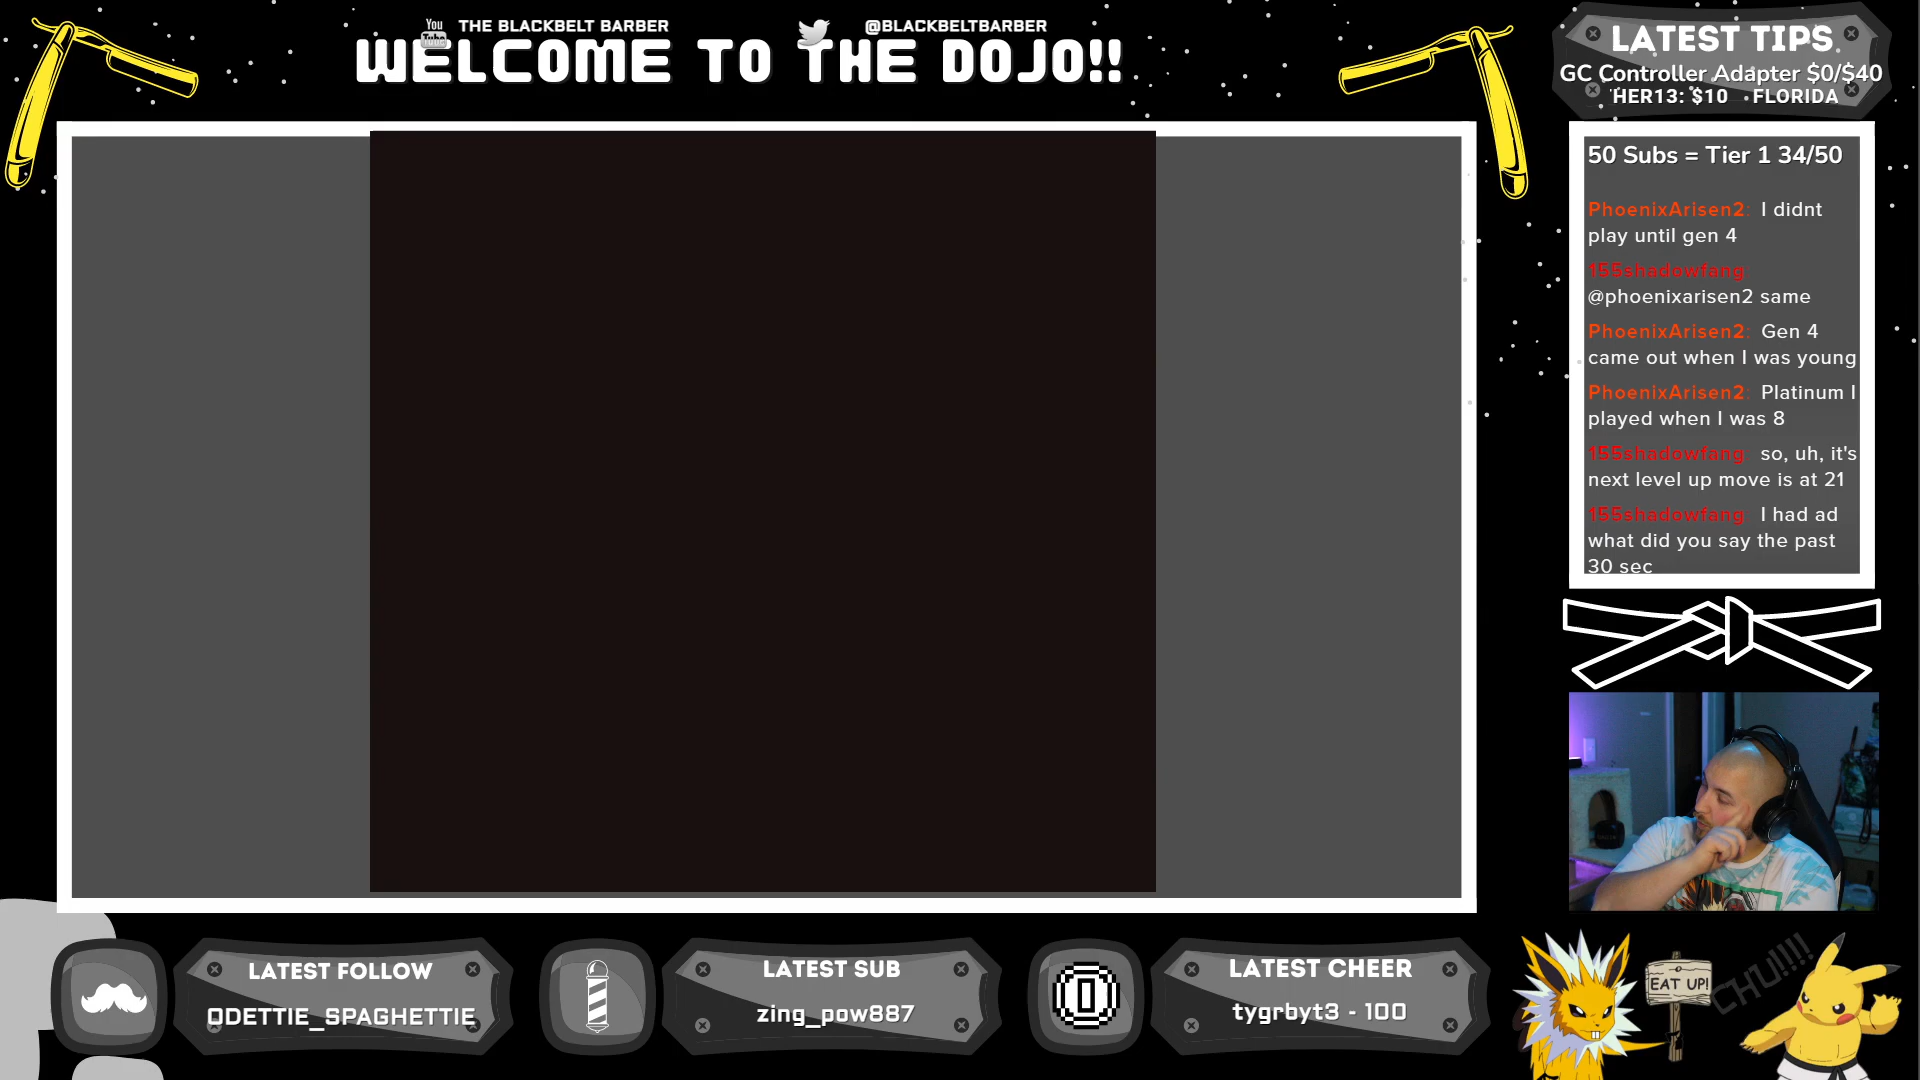 You
Tube
THE BLACKBELT BARBER
@BLACKBELTBARBER
WELCOME TO THE DOJO!!
LATEST TIPS
GC Controller Adapter $0/$40
HER13: $10
FLORIDA
50 Subs = Tier 1 34/50
PhoenixArisen2: I didnt
play until gen 4
155shadowfang
@phoenixarisen2 same
PhoenixArisen2: Gen 4
came out when I was young
PhoenixArisen2: Platinum I
played when I was 8
155shadowfang so, uh, it's
next level up move is at 21
155shadowfang I had ad
what did you say the past
30 sec
LATEST FOLLOW
ODETTIE_SPAGHETTIE
LATEST SUB
zing_pow887
LATEST CHEER
tygrbyt3 - 100
EAT UP!
CHU!!!!